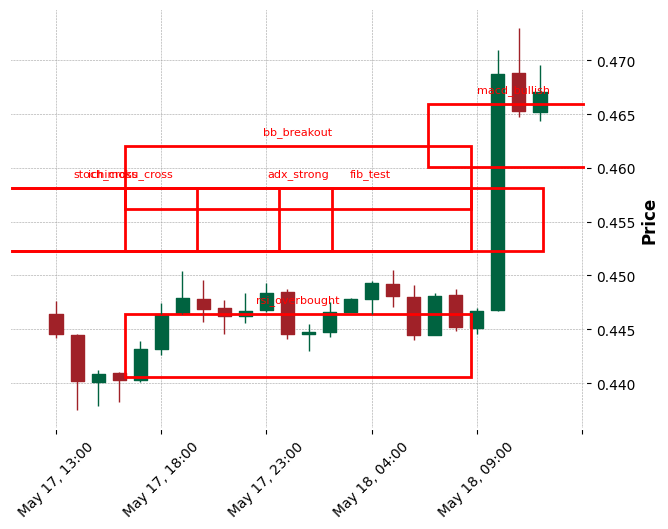 0.470
macd_bullish
0.465
bb_breakout
0.460
stoch_cross
ichimoku_cross
adx_strong
fib_test
0.455
Price
0.450
rsi_overbought
0.445
0.440
May 17, 13:00
May 17, 18:00
May 17, 23:00
May 18, 04:00
May 18, 09:00